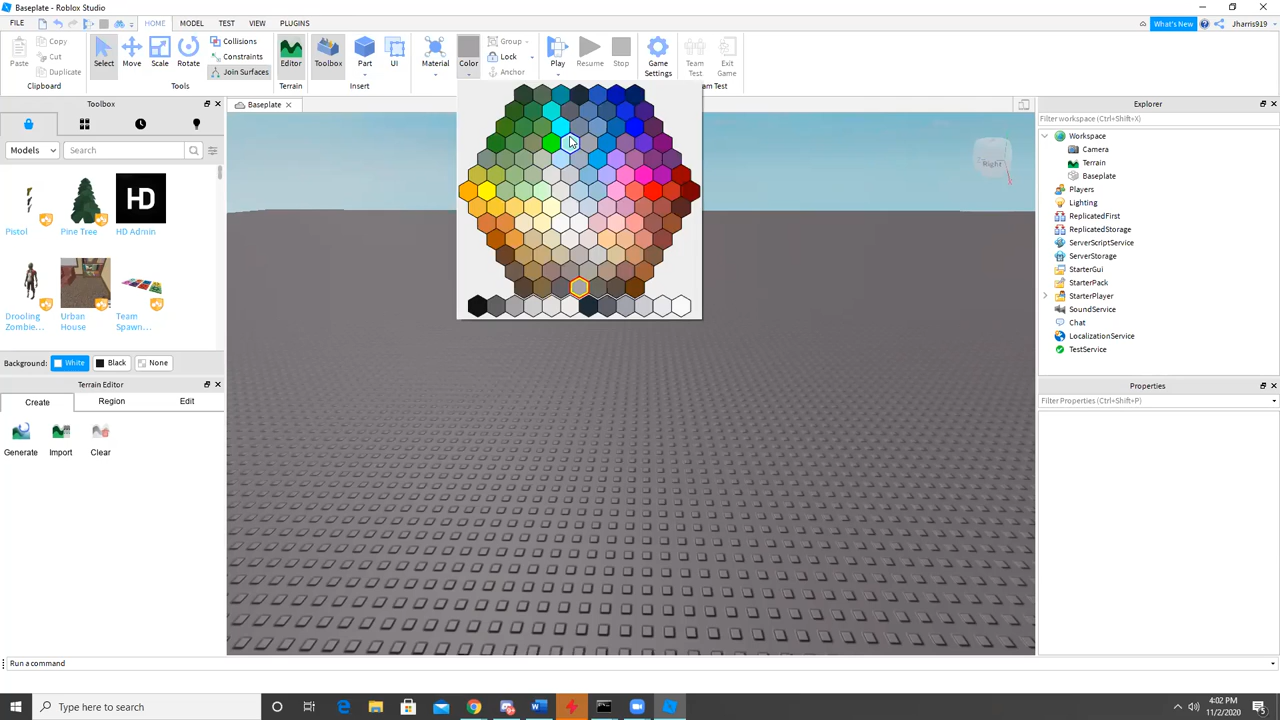 Baseplate - Roblox Studio
FILE HOME MODEL TEST VIEW PLUGINS What's New Jharris919
Paste Copy Cut Duplicate Select Move Scale Rotate Collisions Constraints Join Surfaces Editor Toolbox Part UI Material Color Group Lock Anchor Play Resume Stop Game Settings Team Test Exit Game
Clipboard Tools Terrain Insert m Test
Toolbox
Baseplate
Explorer
Filter workspace (Ctrl+Shift+X)
Models Search
Pistol Pine Tree HD Admin
HD
Drooling Zombie... Urban House Team Spawn...
Background: White Black None
Terrain Editor
Create Region Edit
Generate Import Clear
Right
Workspace
Camera
Terrain
Baseplate
Players
Lighting
ReplicatedFirst
ReplicatedStorage
ServerScriptService
ServerStorage
StarterGui
StarterPack
StarterPlayer
SoundService
Chat
LocalizationService
TestService
Properties
Filter Properties (Ctrl+Shift+P)
Run a command
Type here to search
4:02 PM
11/2/2020